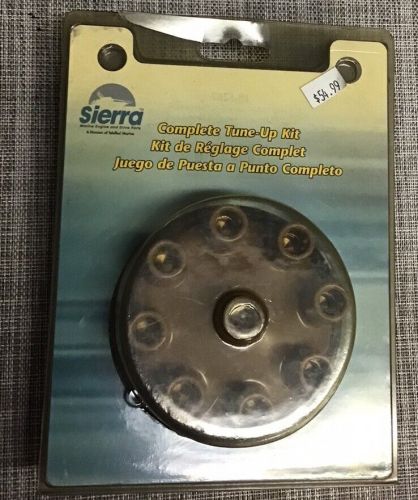 $54.99
Sierra
Marine Engine and Drive Parts
A Division of Teleflex Marine
Complete Tune-Up Kit
Kit de Réglage Complet
Juego de Puesta a Punto Completo